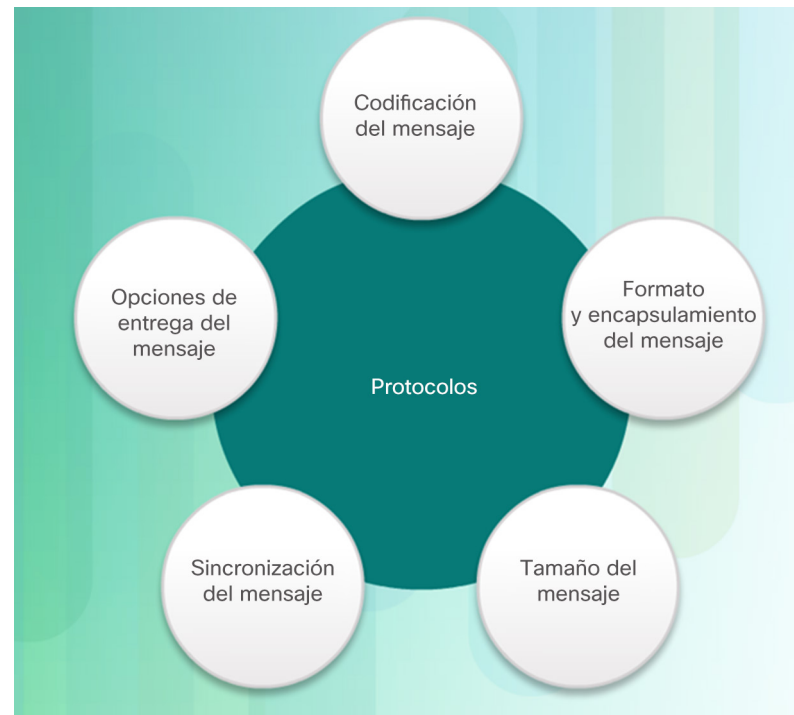 Codificación
del mensaje
Opciones de
entrega del
mensaje
Formato
y encapsulamiento
del mensaje
Protocolos
Sincronización
del mensaje
Tamaño del
mensaje